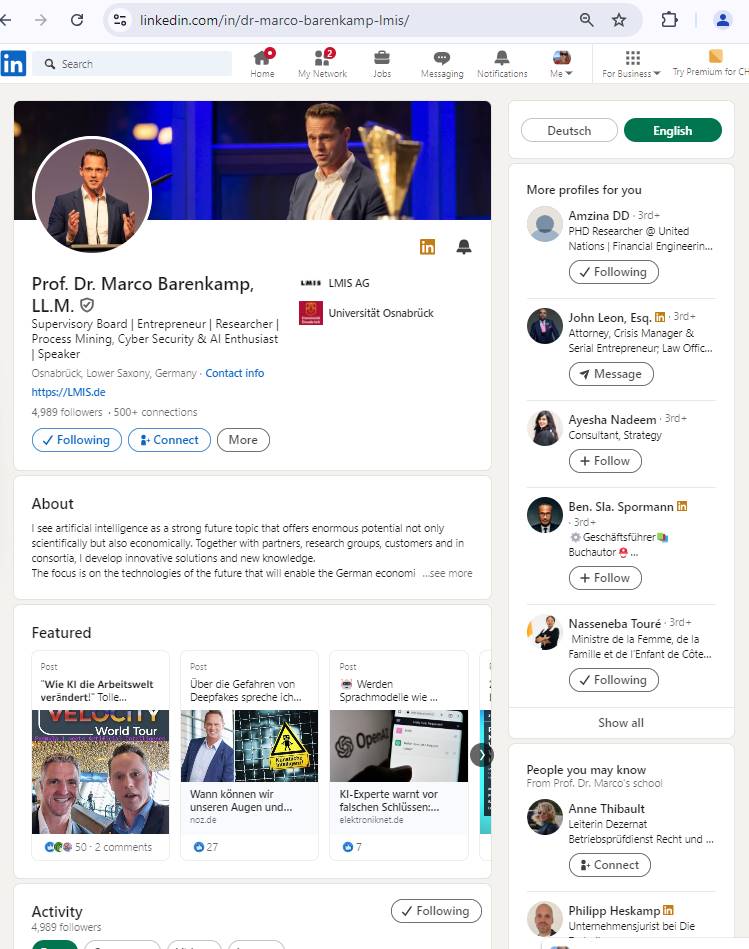 linkedin.com/in/dr-marco-barenkamp-lmis/
in
Search
Home
2
My Network
Jobs
Messaging
Notifications
Me
For Business
Try Premium for
in
Prof. Dr. Marco Barenkamp,
LL.M.
Supervisory Board | Entrepreneur | Researcher |
Process Mining, Cyber Security & AI Enthusiast
| Speaker
Osnabrück, Lower Saxony, Germany · Contact info
https://LMIS.de
4,989 followers · 500+ connections
Following
Connect
More
LMIS
LMIS AG
Universität Osnabrück
About
I see artificial intelligence as a strong future topic that offers enormous potential not only
scientifically but also economically. Together with partners, research groups, customers and in
consortia, I develop innovative solutions and new knowledge.
The focus is on the technologies of the future that will enable the German economi ...see more
Featured
Post
"Wie KI die Arbeitswelt
verändert!" Tolle...
VELOCITY
World Tour
50 · 2 comments
Post
Über die Gefahren von
Deepfakes spreche ich...
Künstliche
Intelligenz!
Wann können wir
unseren Augen und...
noz.de
27
Post
Werden
Sprachmodelle wie ...
OpenAI
KI-Experte warnt vor
falschen Schlüssen:...
elektroniknet.de
7
Activity
4,989 followers
Following
Deutsch
English
More profiles for you
Amzina DD · 3rd+
PHD Researcher @ United
Nations | Financial Engineerin...
Following
John Leon, Esq. in · 3rd+
Attorney, Crisis Manager &
Serial Entrepreneur; Law Offic...
Message
Ayesha Nadeem · 3rd+
Consultant, Strategy
Follow
Ben. Sla. Spormann in
· 3rd+
Geschäftsführer
Buchautor ...
Follow
Nasseneba Touré · 3rd+
Ministre de la Femme, de la
Famille et de l'Enfant de Côte...
Following
Show all
People you may know
From Prof. Dr. Marco's school
Anne Thibault
Leiterin Dezernat
Betriebsprüfdienst Recht und ...
Connect
Philipp Heskamp in
Unternehmensjurist bei Die